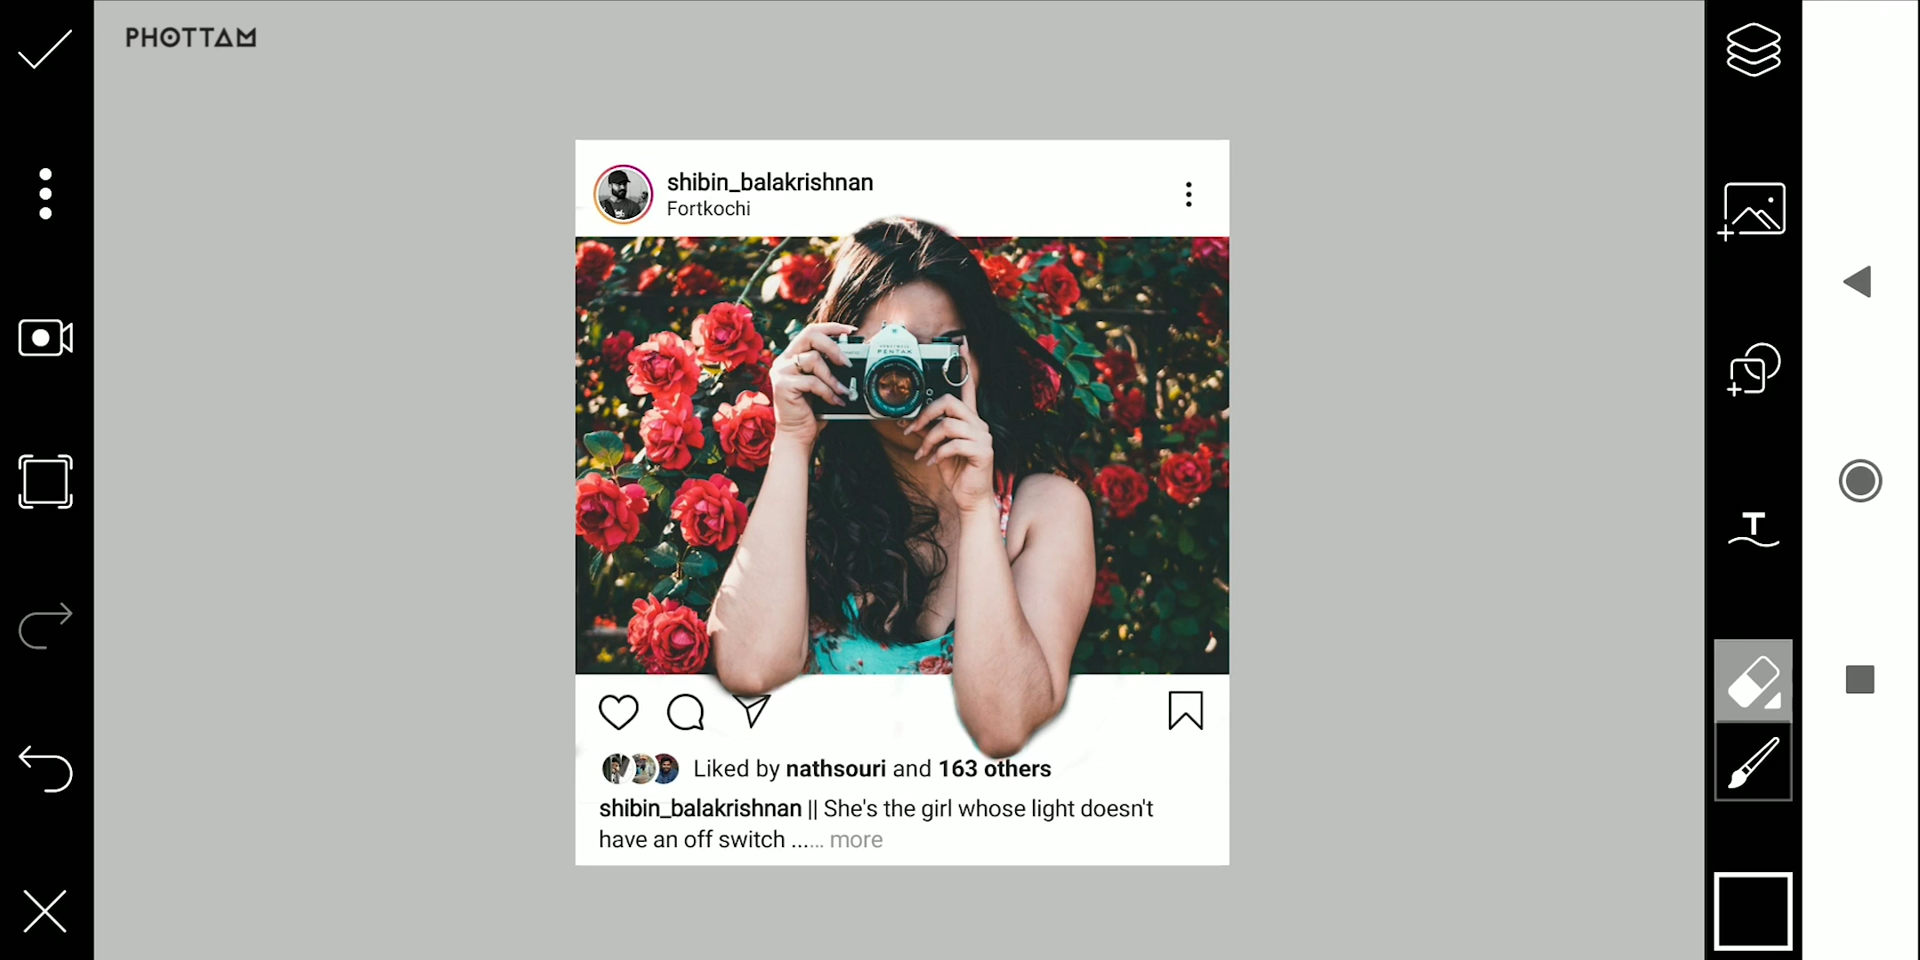 PHOTTAM
shibin_balakrishnan
Fortkochi
PENTAX
Liked by nathsouri and 163 others
shibin_balakrishnan || She's the girl whose light doesn't
have an off switch ...... more
T